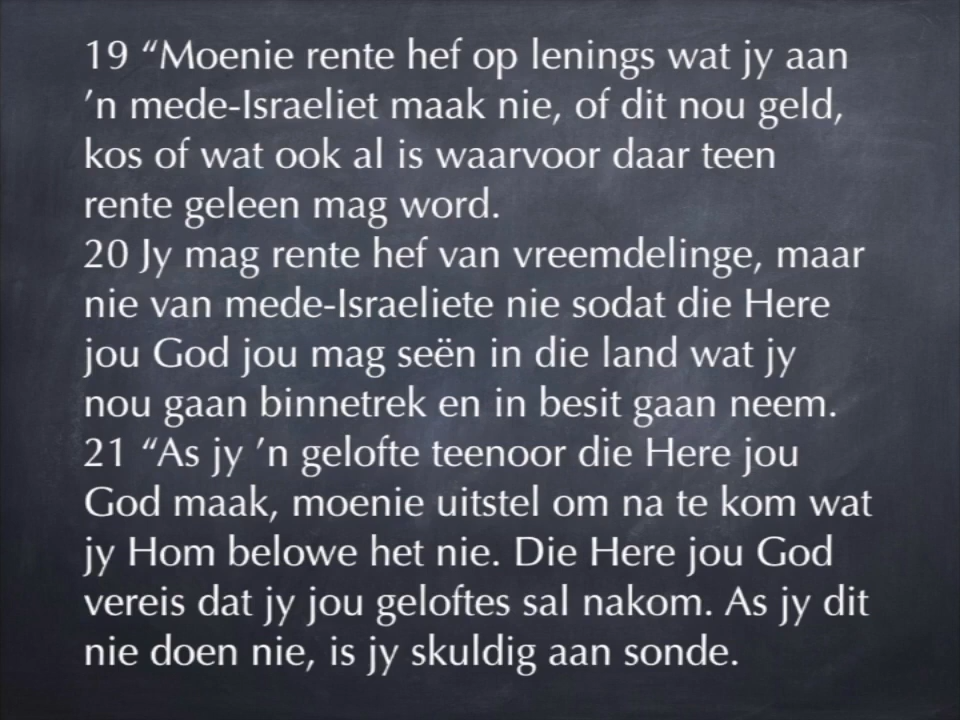 19 “Moenie rente hef op lenings wat jy aan
’n mede-Israeliet maak nie, of dit nou geld,
kos of wat ook al is waarvoor daar teen
rente geleen mag word.
20 Jy mag rente hef van vreemdelinge, maar
nie van mede-Israeliete nie sodat die Here
jou God jou mag seën in die land wat jy
nou gaan binnetrek en in besit gaan neem.
21 “As jy ’n gelofte teenoor die Here jou
God maak, moenie uitstel om na te kom wat
jy Hom belowe het nie. Die Here jou God
vereis dat jy jou geloftes sal nakom. As jy dit
nie doen nie, is jy skuldig aan sonde.